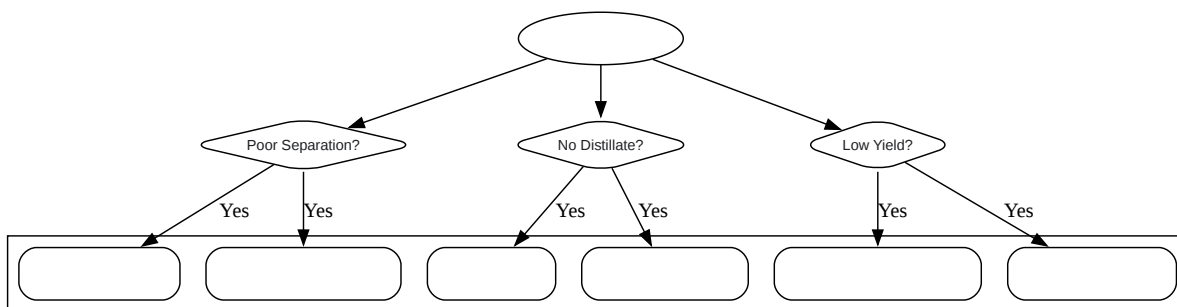 Poor Separation?
No Distillate?
Low Yield?
Yes
Yes
Yes
Yes
Yes
Yes